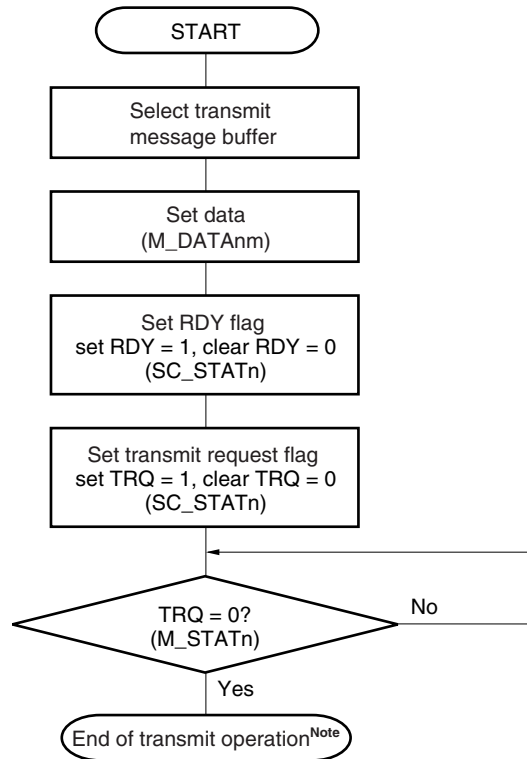 START
Select transmit
message buffer
Set data
(M_DATAnm)
Set RDY flag
set RDY = 1, clear RDY = 0
(SC_STATn)
Set transmit request flag
set TRQ = 1, clear TRQ = 0
(SC_STATn)
TRQ = 0?
(M_STATn)
No
Yes
End of transmit operationNote